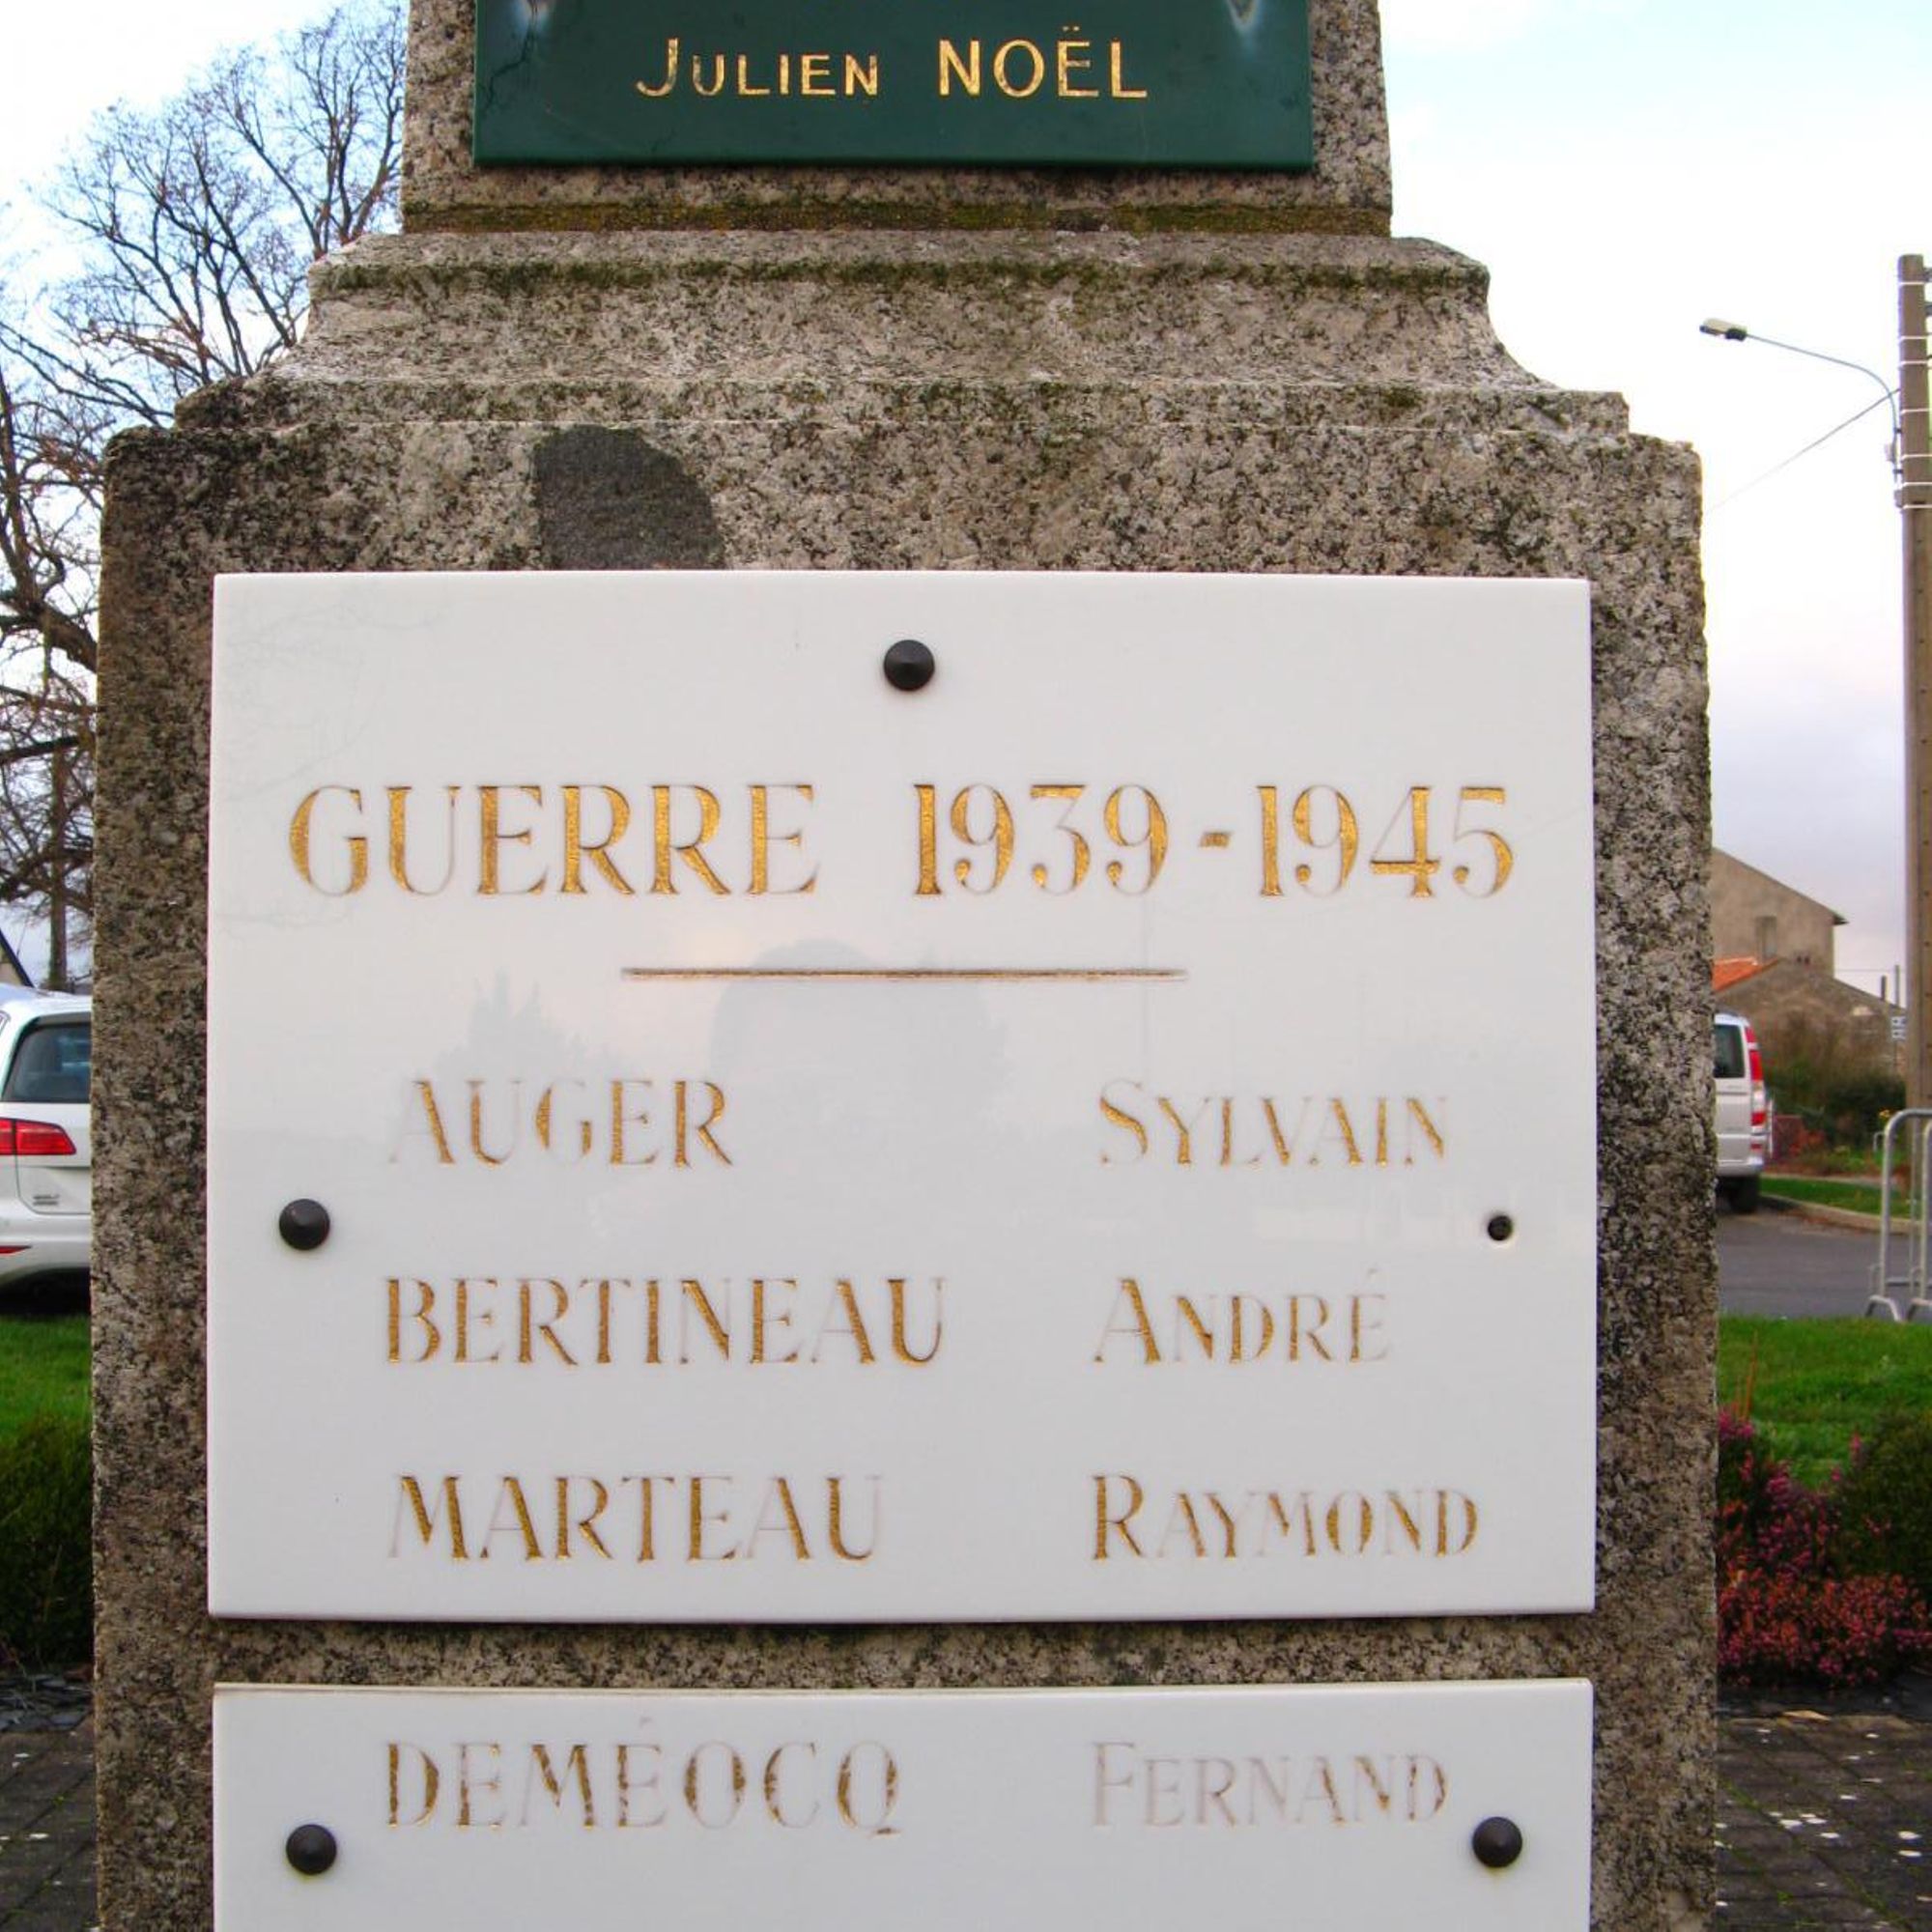 Julien NOËL
GUERRE 1939-1945
AUGER Sylvain
BERTINEAU André
MARTEAU Raymond
DEMÉOCQ Fernand